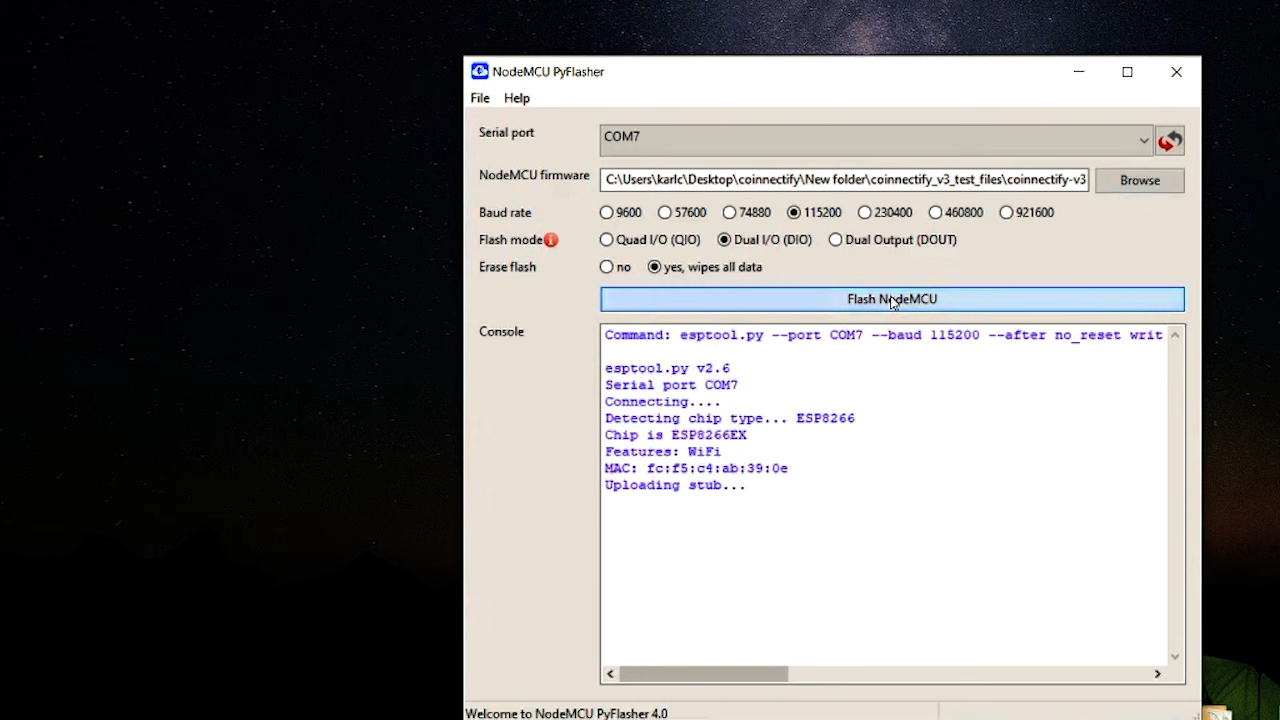 NodeMCU PyFlasher
File Help
Serial port COM7
NodeMCU firmware C:\Users\karlc\Desktop\coinnectify\New folder\coinnectify_v3_test_files\coinnectify-v3 Browse
Baud rate 9600 57600 74880 115200 230400 460800 921600
Flash mode Quad I/O (QIO) Dual I/O (DIO) Dual Output (DOUT)
Erase flash no yes, wipes all data
Flash NodeMCU
Console
Command: esptool.py --port COM7 --baud 115200 --after no_reset writ
esptool.py v2.6
Serial port COM7
Connecting....
Detecting chip type... ESP8266
Chip is ESP8266EX
Features: WiFi
MAC: fc:f5:c4:ab:39:0e
Uploading stub...
Welcome to NodeMCU PyFlasher 4.0